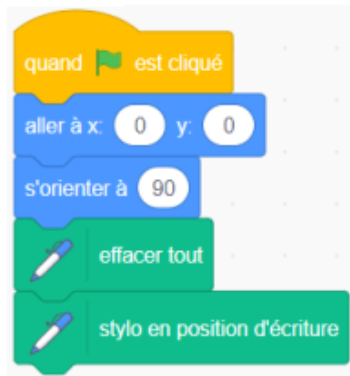 quand est cliqué
aller à x: 0 y: 0
s'orienter à 90
effacer tout
stylo en position d'écriture